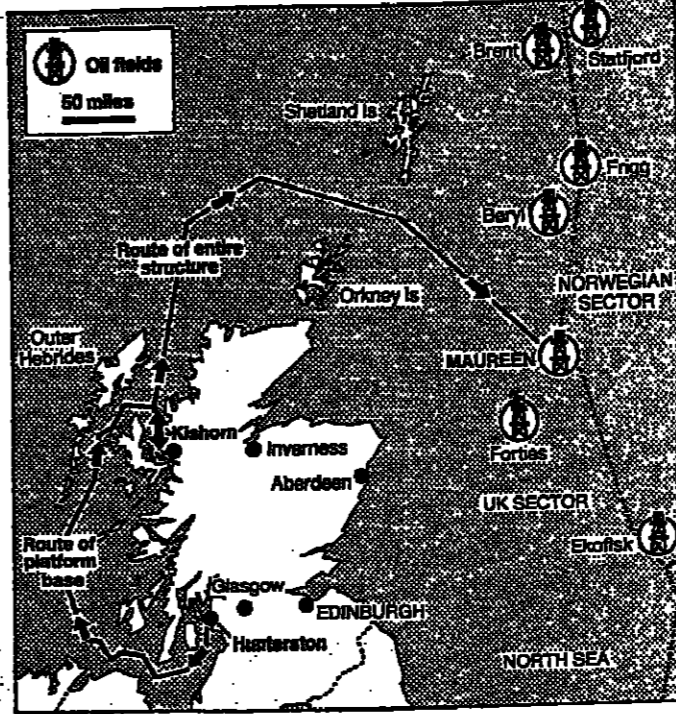 Oil fields
50 miles
Brent
Statfjord
Shetland Is
Frigg
Beryl
Route of entire
structure
Orkney Is
NORWEGIAN
SECTOR
Outer
Hebrides
MAUREEN
Kishorn
Inverness
Forties
Aberdeen
UK SECTOR
Route of
platform
base
Ekofisk
Glasgow
EDINBURGH
Hunterston
NORTH SEA